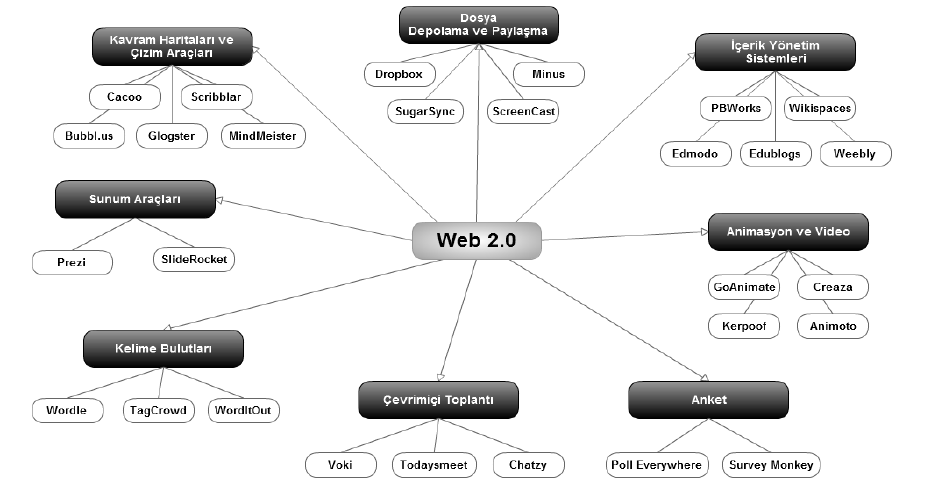 Kavram Haritaları ve
Çizim Araçları
Cacoo
Scribblar
Bubbl.us
Glogster
MindMeister
Dosya
Depolama ve Paylaşma
Dropbox
Minus
SugarSync
ScreenCast
İçerik Yönetim
Sistemleri
PBWorks
Wikispaces
Edmodo
Edublogs
Weebly
Sunum Araçları
Prezi
SlideRocket
Web 2.0
Animasyon ve Video
GoAnimate
Creaza
Kerpoof
Animoto
Kelime Bulutları
Wordle
TagCrowd
WordItOut
Çevrimiçi Toplantı
Voki
Todaysmeet
Chatzy
Anket
Poll Everywhere
Survey Monkey